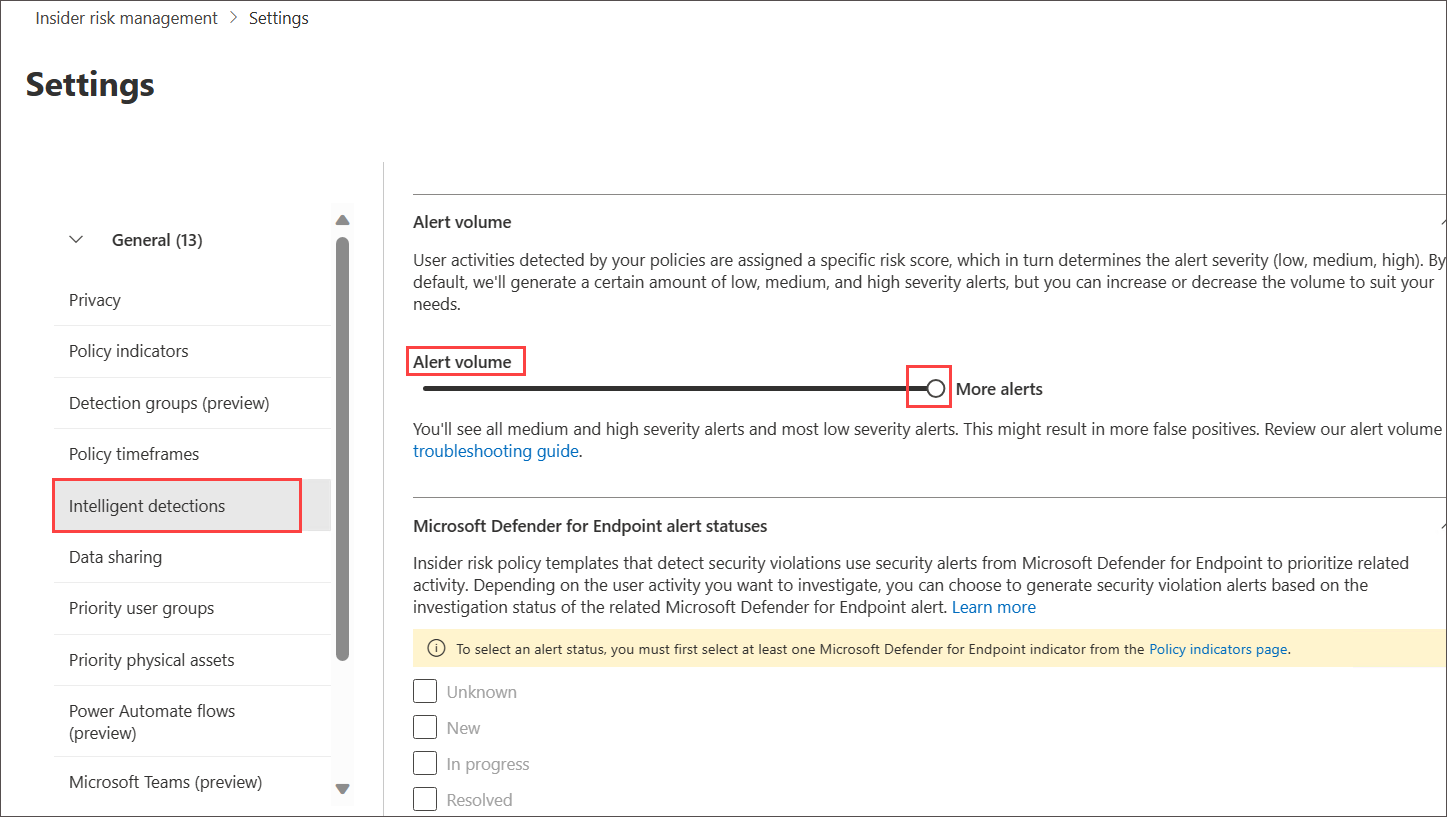 Insider risk management > Settings
Settings
General (13)
Privacy
Policy indicators
Detection groups (preview)
Policy timeframes
Intelligent detections
Data sharing
Priority user groups
Priority physical assets
Power Automate flows
(preview)
Microsoft Teams (preview)
Alert volume
User activities detected by your policies are assigned a specific risk score, which in turn determines the alert severity (low, medium, high). By
default, we'll generate a certain amount of low, medium, and high severity alerts, but you can increase or decrease the volume to suit your
needs.
Alert volume
More alerts
You'll see all medium and high severity alerts and most low severity alerts. This might result in more false positives. Review our alert volume
troubleshooting guide.
Microsoft Defender for Endpoint alert statuses
Insider risk policy templates that detect security violations use security alerts from Microsoft Defender for Endpoint to prioritize related
activity. Depending on the user activity you want to investigate, you can choose to generate security violation alerts based on the
investigation status of the related Microsoft Defender for Endpoint alert. Learn more
To select an alert status, you must first select at least one Microsoft Defender for Endpoint indicator from the Policy indicators page.
Unknown
New
In progress
Resolved